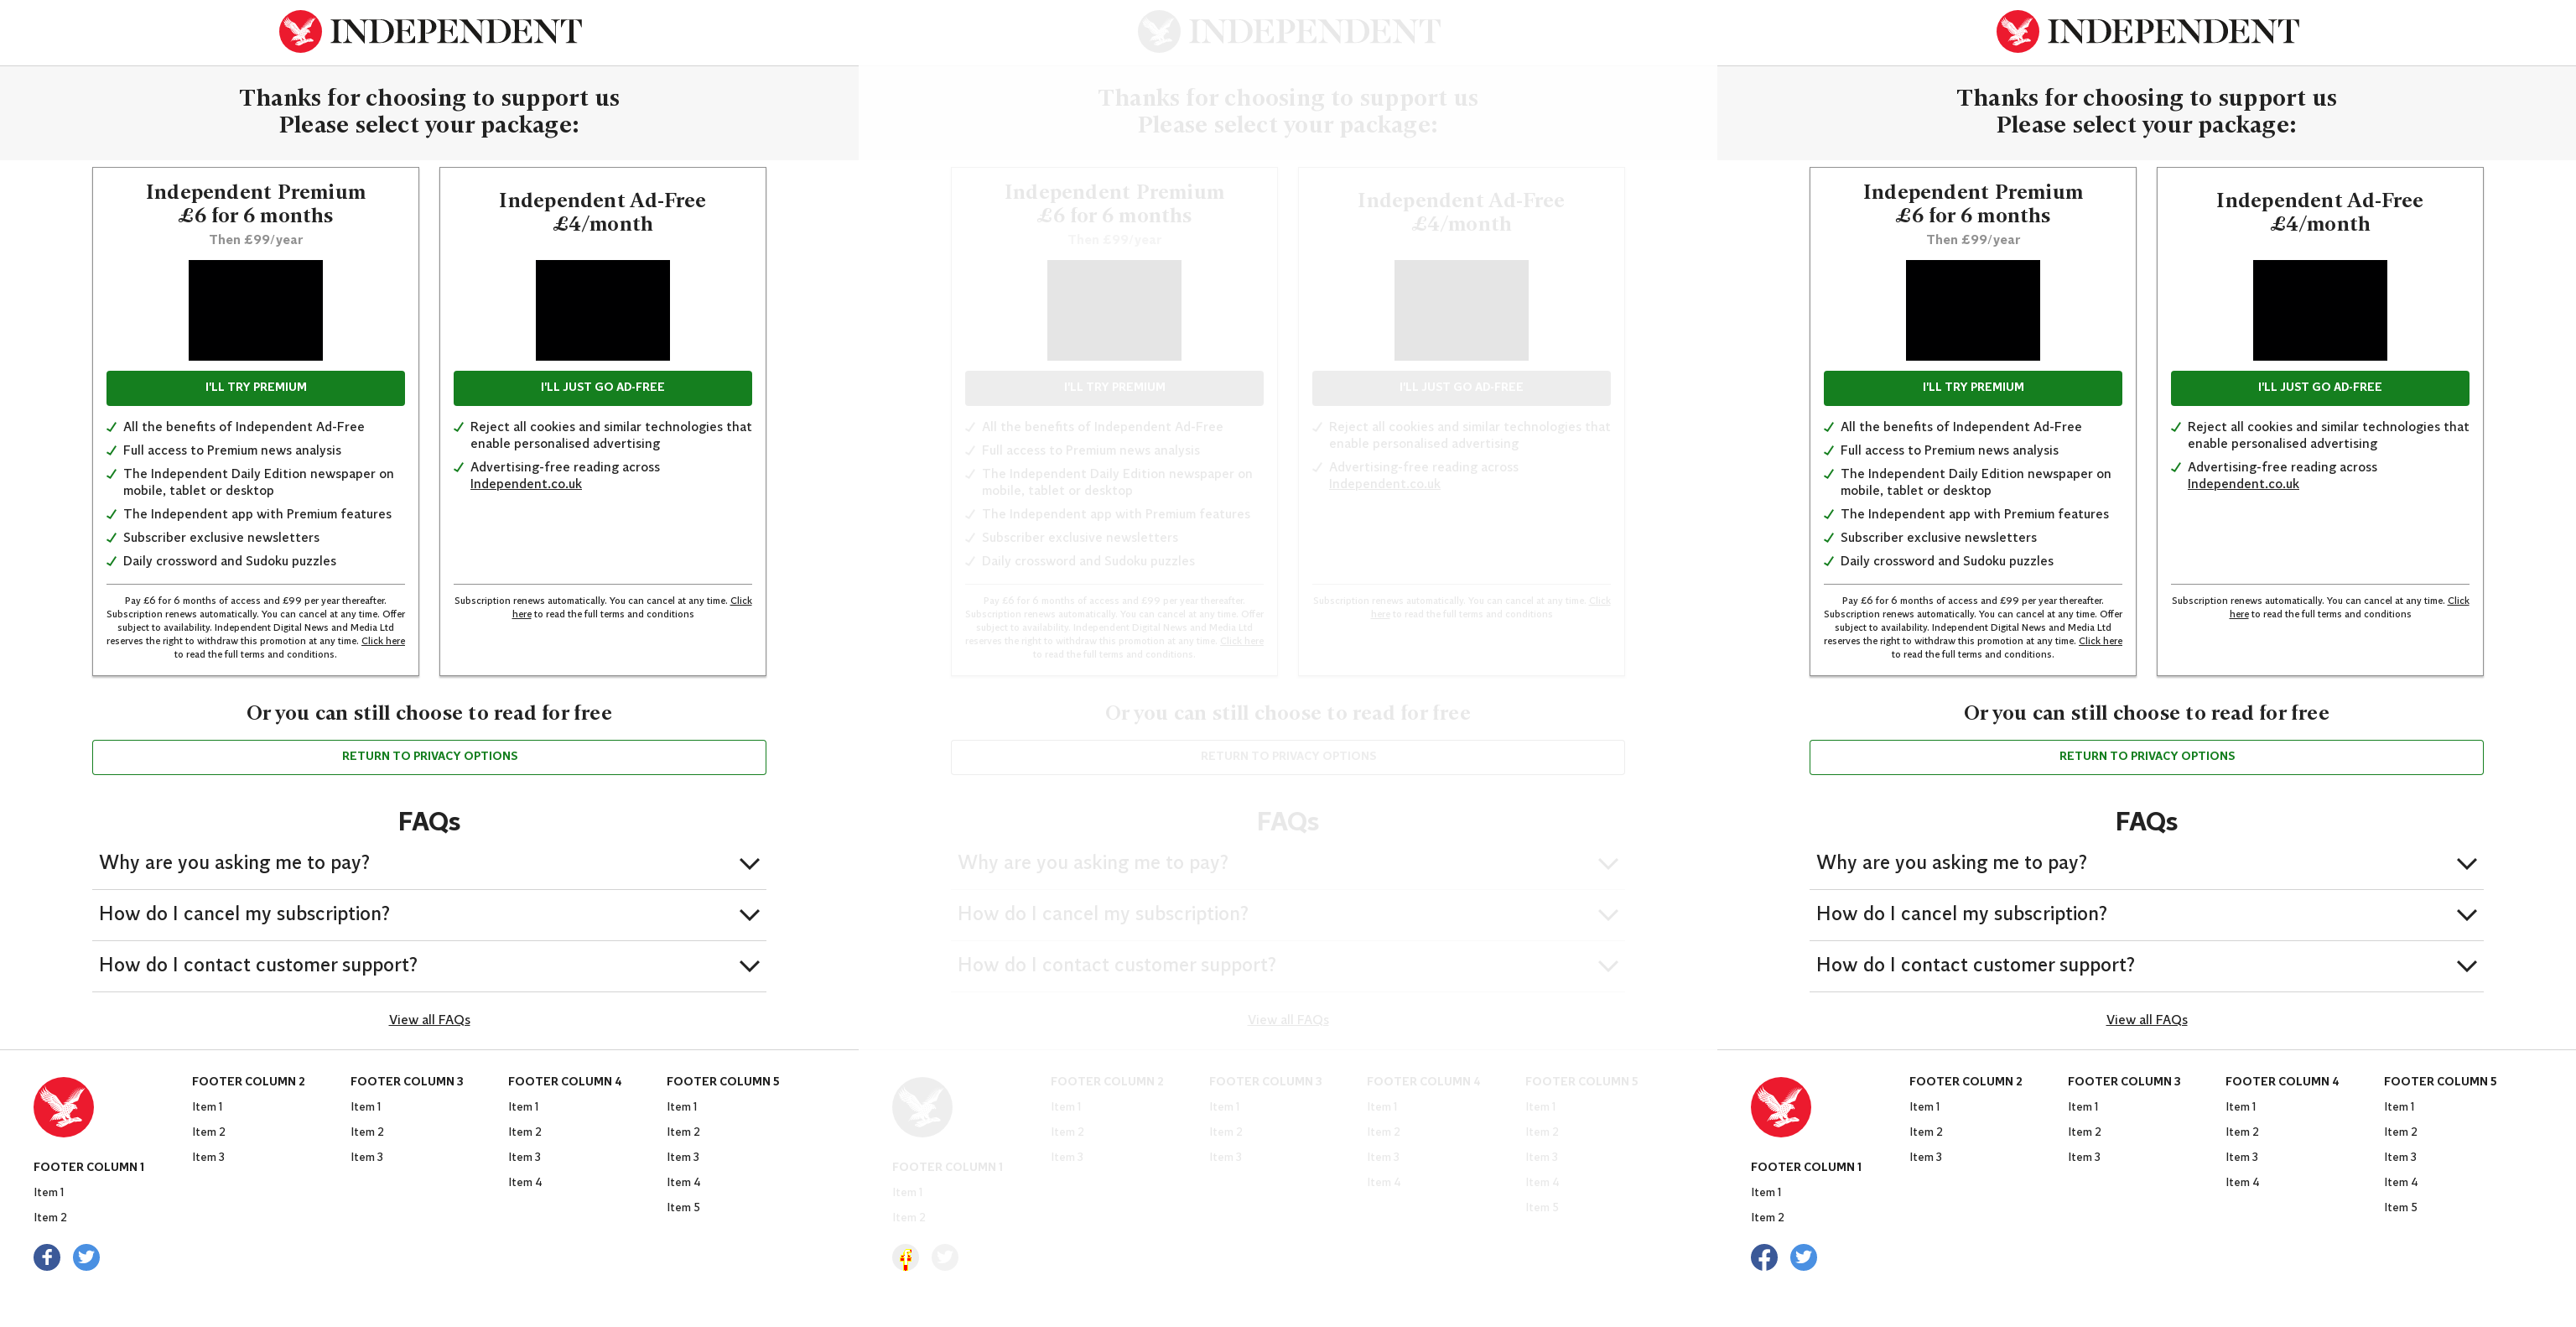 INDEPENDENT
Thanks for choosing to support us
Please select your package:
Independent Premium
£6 for 6 months
Then £99/year
I'LL TRY PREMIUM
All the benefits of Independent Ad-Free
Full access to Premium news analysis
The Independent Daily Edition newspaper on
mobile, tablet or desktop
The Independent app with Premium features
Subscriber exclusive newsletters
Daily crossword and Sudoku puzzles
Pay £6 for 6 months of access and £99 per year thereafter.
Subscription renews automatically. You can cancel at any time. Offer
subject to availability. Independent Digital News and Media Ltd
reserves the right to withdraw this promotion at any time. Click here
to read the full terms and conditions.
Independent Ad-Free
£4/month
I'LL JUST GO AD-FREE
Reject all cookies and similar technologies that
enable personalised advertising
Advertising-free reading across
Independent.co.uk
Subscription renews automatically. You can cancel at any time. Click
here to read the full terms and conditions
Or you can still choose to read for free
RETURN TO PRIVACY OPTIONS
FAQs
Why are you asking me to pay?
How do I cancel my subscription?
How do I contact customer support?
View all FAQs
FOOTER COLUMN 1
Item 1
Item 2
FOOTER COLUMN 2
Item 1
Item 2
Item 3
FOOTER COLUMN 3
Item 1
Item 2
Item 3
FOOTER COLUMN 4
Item 1
Item 2
Item 3
Item 4
FOOTER COLUMN 5
Item 1
Item 2
Item 3
Item 4
Item 5
INDEPENDENT
Thanks for choosing to support us
Please select your package:
Independent Premium
£6 for 6 months
Then £99/year
I'LL TRY PREMIUM
All the benefits of Independent Ad-Free
Full access to Premium news analysis
The Independent Daily Edition newspaper on
mobile, tablet or desktop
The Independent app with Premium features
Subscriber exclusive newsletters
Daily crossword and Sudoku puzzles
Pay £6 for 6 months of access and £99 per year thereafter.
Subscription renews automatically. You can cancel at any time. Offer
subject to availability. Independent Digital News and Media Ltd
reserves the right to withdraw this promotion at any time. Click here
to read the full terms and conditions.
Independent Ad-Free
£4/month
I'LL JUST GO AD-FREE
Reject all cookies and similar technologies that
enable personalised advertising
Advertising-free reading across
Independent.co.uk
Subscription renews automatically. You can cancel at any time. Click
here to read the full terms and conditions
Or you can still choose to read for free
RETURN TO PRIVACY OPTIONS
FAQs
Why are you asking me to pay?
How do I cancel my subscription?
How do I contact customer support?
View all FAQs
FOOTER COLUMN 1
Item 1
Item 2
FOOTER COLUMN 2
Item 1
Item 2
Item 3
FOOTER COLUMN 3
Item 1
Item 2
Item 3
FOOTER COLUMN 4
Item 1
Item 2
Item 3
Item 4
FOOTER COLUMN 5
Item 1
Item 2
Item 3
Item 4
Item 5
INDEPENDENT
Thanks for choosing to support us
Please select your package:
Independent Premium
£6 for 6 months
Then £99/year
I'LL TRY PREMIUM
All the benefits of Independent Ad-Free
Full access to Premium news analysis
The Independent Daily Edition newspaper on
mobile, tablet or desktop
The Independent app with Premium features
Subscriber exclusive newsletters
Daily crossword and Sudoku puzzles
Pay £6 for 6 months of access and £99 per year thereafter.
Subscription renews automatically. You can cancel at any time. Offer
subject to availability. Independent Digital News and Media Ltd
reserves the right to withdraw this promotion at any time. Click here
to read the full terms and conditions.
Independent Ad-Free
£4/month
I'LL JUST GO AD-FREE
Reject all cookies and similar technologies that
enable personalised advertising
Advertising-free reading across
Independent.co.uk
Subscription renews automatically. You can cancel at any time. Click
here to read the full terms and conditions
Or you can still choose to read for free
RETURN TO PRIVACY OPTIONS
FAQs
Why are you asking me to pay?
How do I cancel my subscription?
How do I contact customer support?
View all FAQs
FOOTER COLUMN 1
Item 1
Item 2
FOOTER COLUMN 2
Item 1
Item 2
Item 3
FOOTER COLUMN 3
Item 1
Item 2
Item 3
FOOTER COLUMN 4
Item 1
Item 2
Item 3
Item 4
FOOTER COLUMN 5
Item 1
Item 2
Item 3
Item 4
Item 5